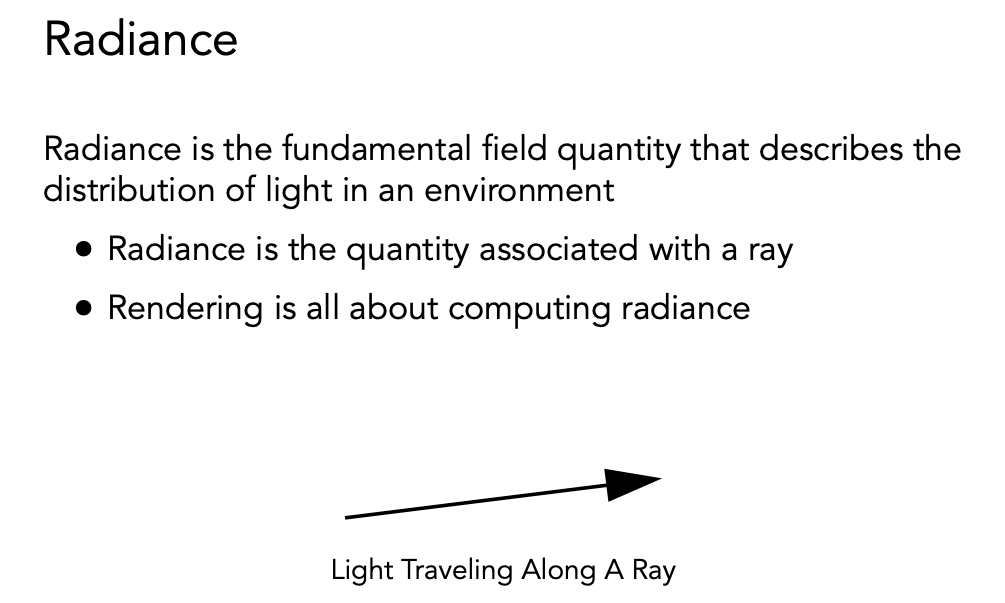 Radiance
Radiance is the fundamental field quantity that describes the
distribution of light in an environment
● Radiance is the quantity associated with a ray
● Rendering is all about computing radiance
Light Traveling Along A Ray